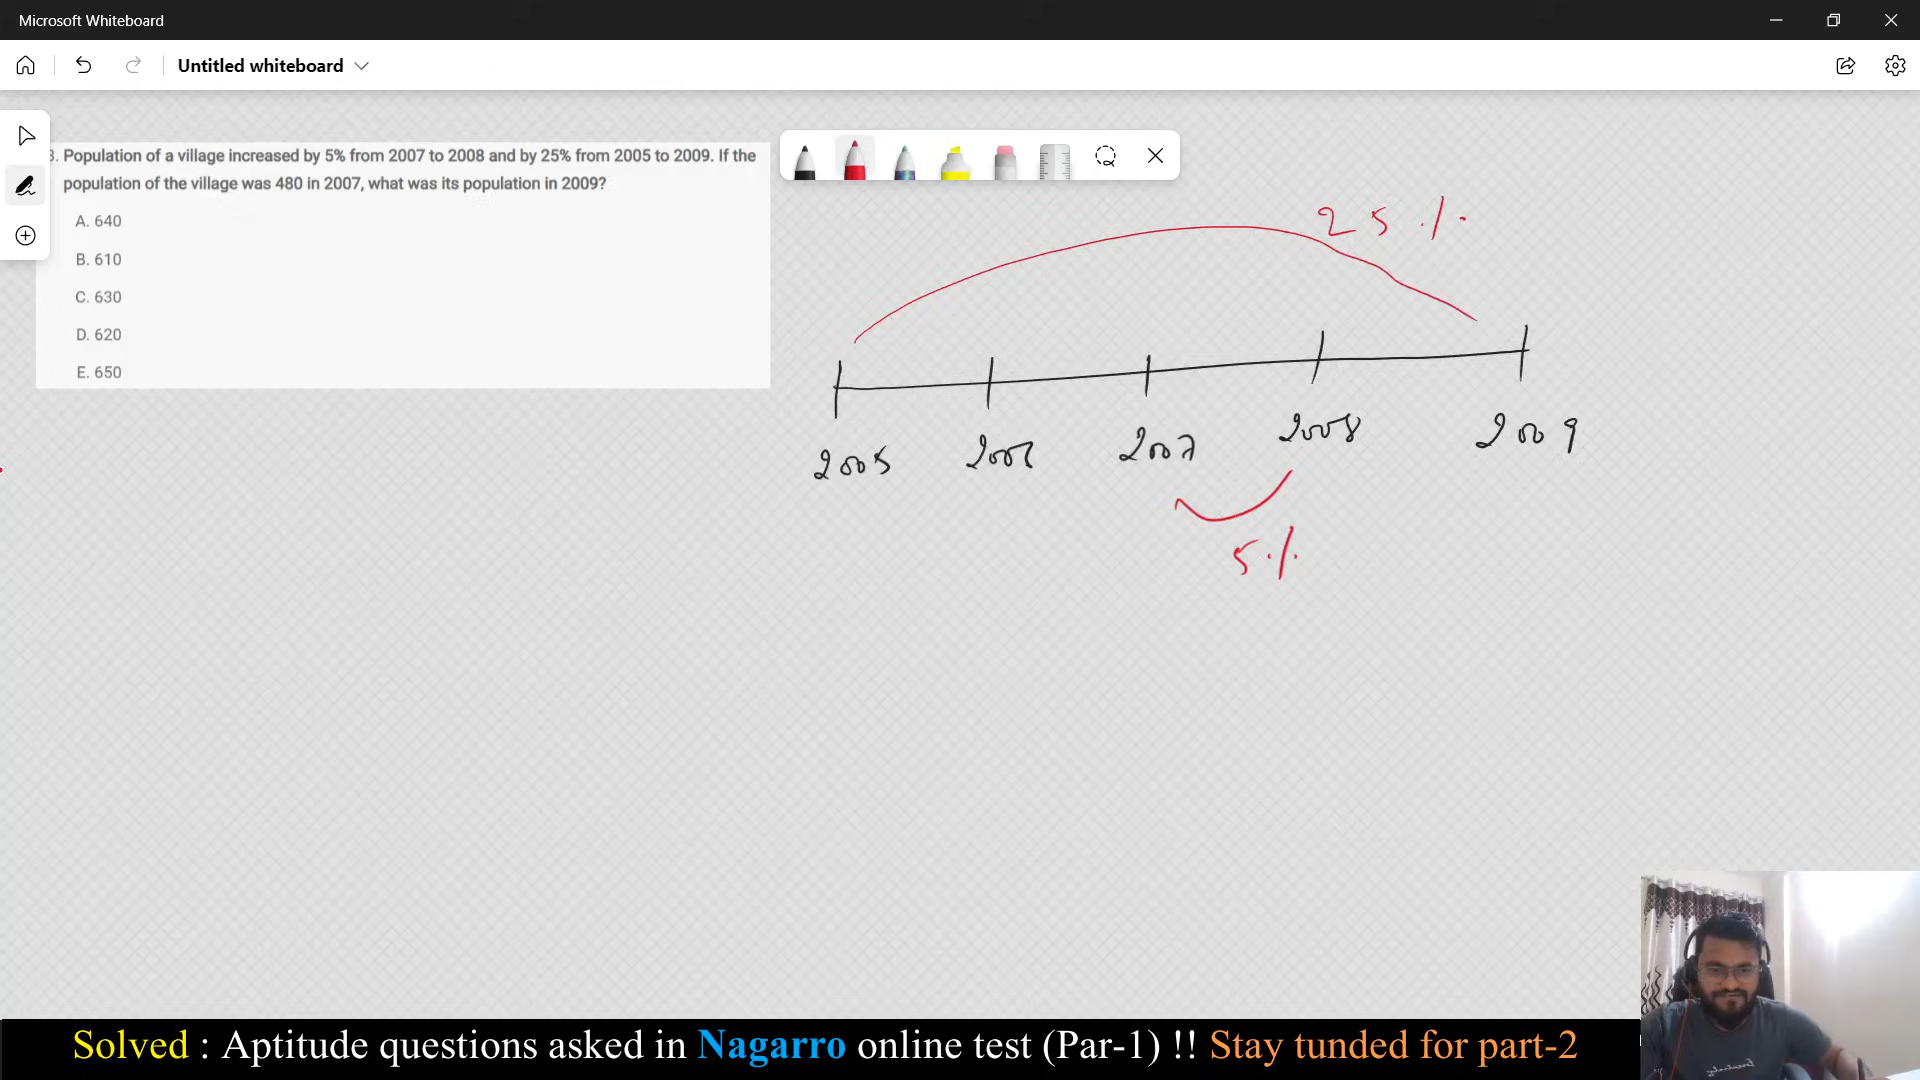 Microsoft Whiteboard
Untitled whiteboard
3. Population of a village increased by 5% from 2007 to 2008 and by 25% from 2005 to 2009. If the
population of the village was 480 in 2007, what was its population in 2009?
A. 640
B. 610
C. 630
D. 620
E. 650
25 %
2005 2006 2007 2008 2009
5 %
Solved : Aptitude questions asked in Nagarro online test (Par-1) !! Stay tunded for part-2